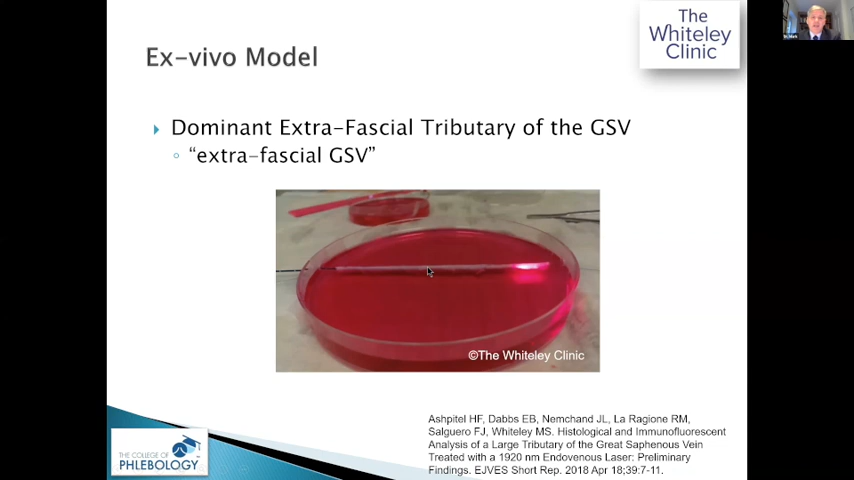 The
Whiteley
Clinic
Ex-vivo Model
Dominant Extra-Fascial Tributary of the GSV
“extra-fascial GSV”
©The Whiteley Clinic
Ashpitel HF, Dabbs EB, Nemchand JL, La Ragione RM,
Salguero FJ, Whiteley MS. Histological and Immunofluorescent
Analysis of a Large Tributary of the Great Saphenous Vein
Treated with a 1920 nm Endovenous Laser: Preliminary
Findings. EJVES Short Rep. 2018 Apr 18;39:7-11.
THE COLLEGE OF
PHLEBOLOGY